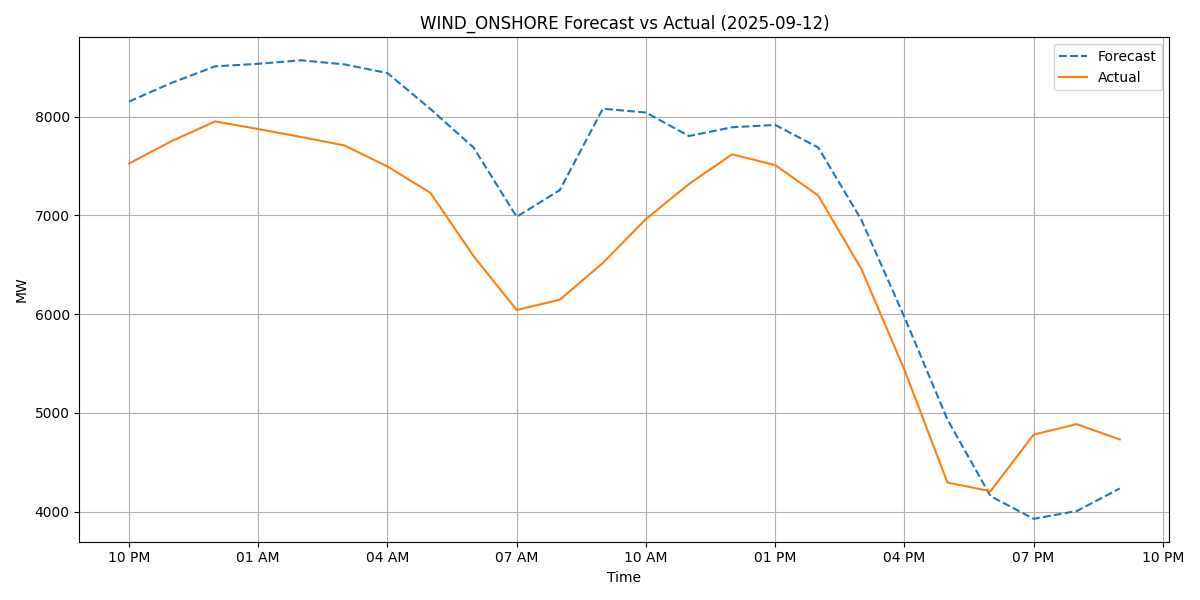 WIND_ONSHORE Forecast vs Actual (2025-09-12)
Forecast
Actual
8000
7000
6000
5000
4000
MW
10 PM 01 AM 04 AM 07 AM 10 AM 01 PM 04 PM 07 PM 10 PM
Time